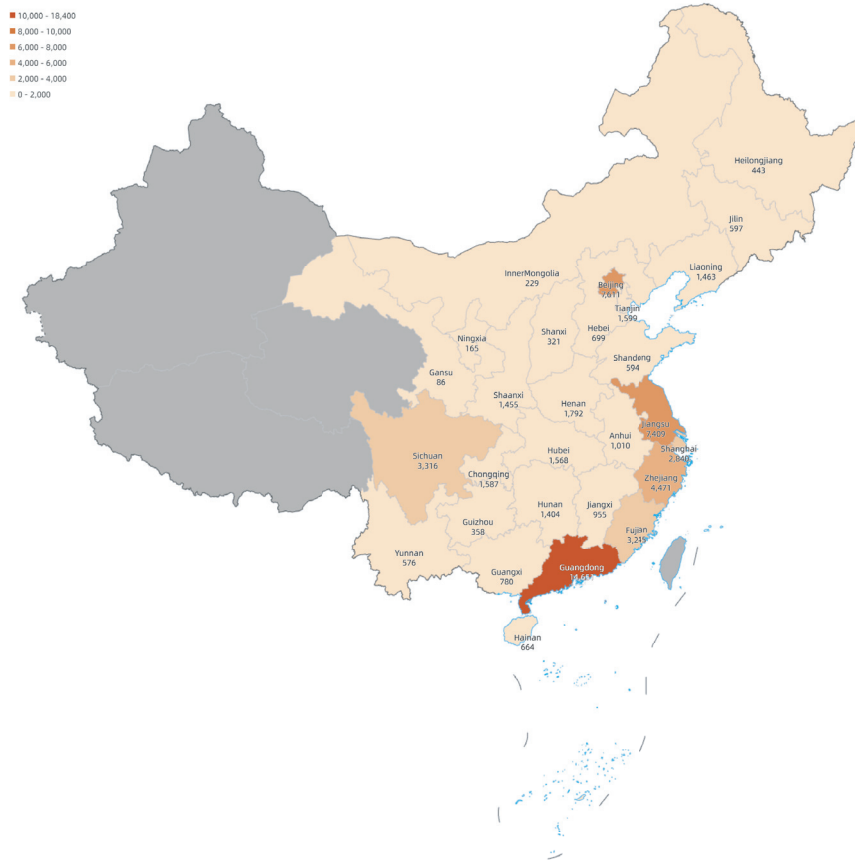 10,000 - 18,400
8,000 - 10,000
6,000 - 8,000
4,000 - 6,000
2,000 - 4,000
0 - 2,000
Heilongjiang
443
Jilin
597
Liaoning
1,463
InnerMongolia
229
Beijing
7,611
Tianjin
1,599
Hebei
699
Shanxi
321
Ningxia
165
Shandong
594
Gansu
86
Shaanxi
1,455
Henan
1,792
Jiangsu
7,409
Anhui
1,010
Shanghai
2,840
Sichuan
3,316
Hubei
1,568
Chongqing
1,587
Zhejiang
4,471
Hunan
1,404
Jiangxi
955
Guizhou
358
Fujian
Yunnan
576
Guangxi
780
Guangdong
Hainan
664